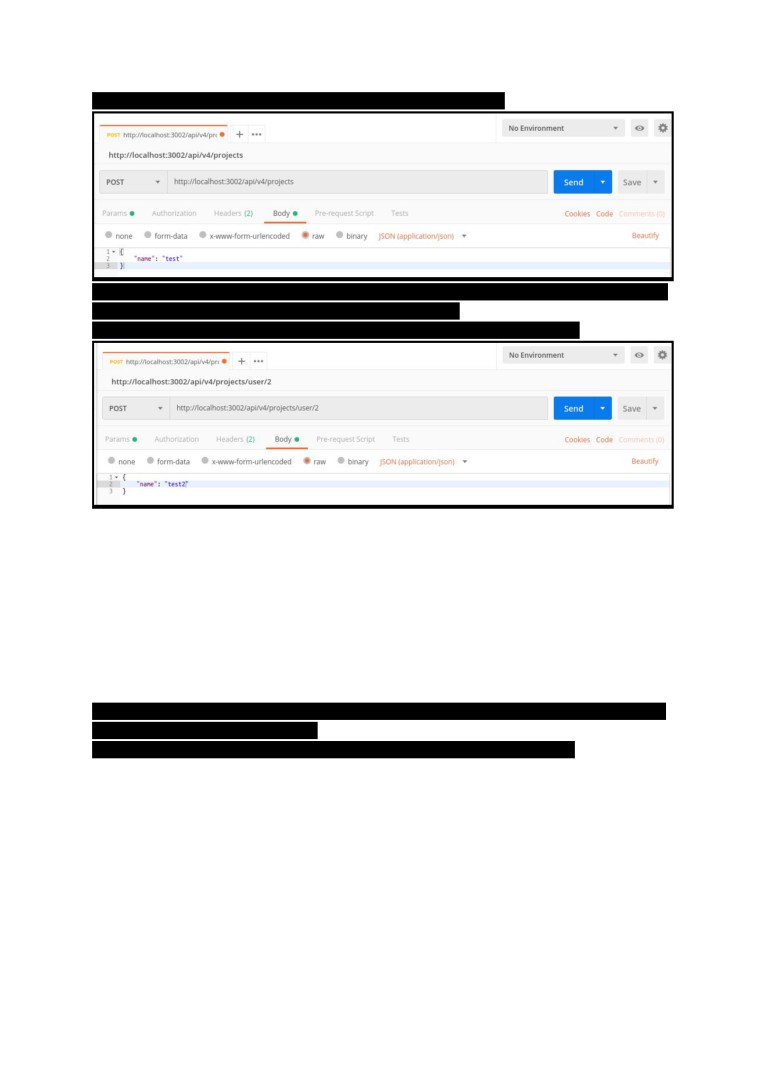 No Environment
POST http://localhost:3002/api/v4/pro + •••
http://localhost:3002/api/v4/projects
POST http://localhost:3002/api/v4/projects Send Save
Params Authorization Headers (2) Body Pre-request Script Tests Cookies Code Comments (0)
none form-data x-www-form-urlencoded raw binary JSON (application/json) Beautify
1 {
2 "name": "test"
3 }
No Environment
POST http://localhost:3002/api/v4/pro + •••
http://localhost:3002/api/v4/projects/user/2
POST http://localhost:3002/api/v4/projects/user/2 Send Save
Params Authorization Headers (2) Body Pre-request Script Tests Cookies Code Comments (0)
none form-data x-www-form-urlencoded raw binary JSON (application/json) Beautify
1 {
2 "name": "test2"
3 }